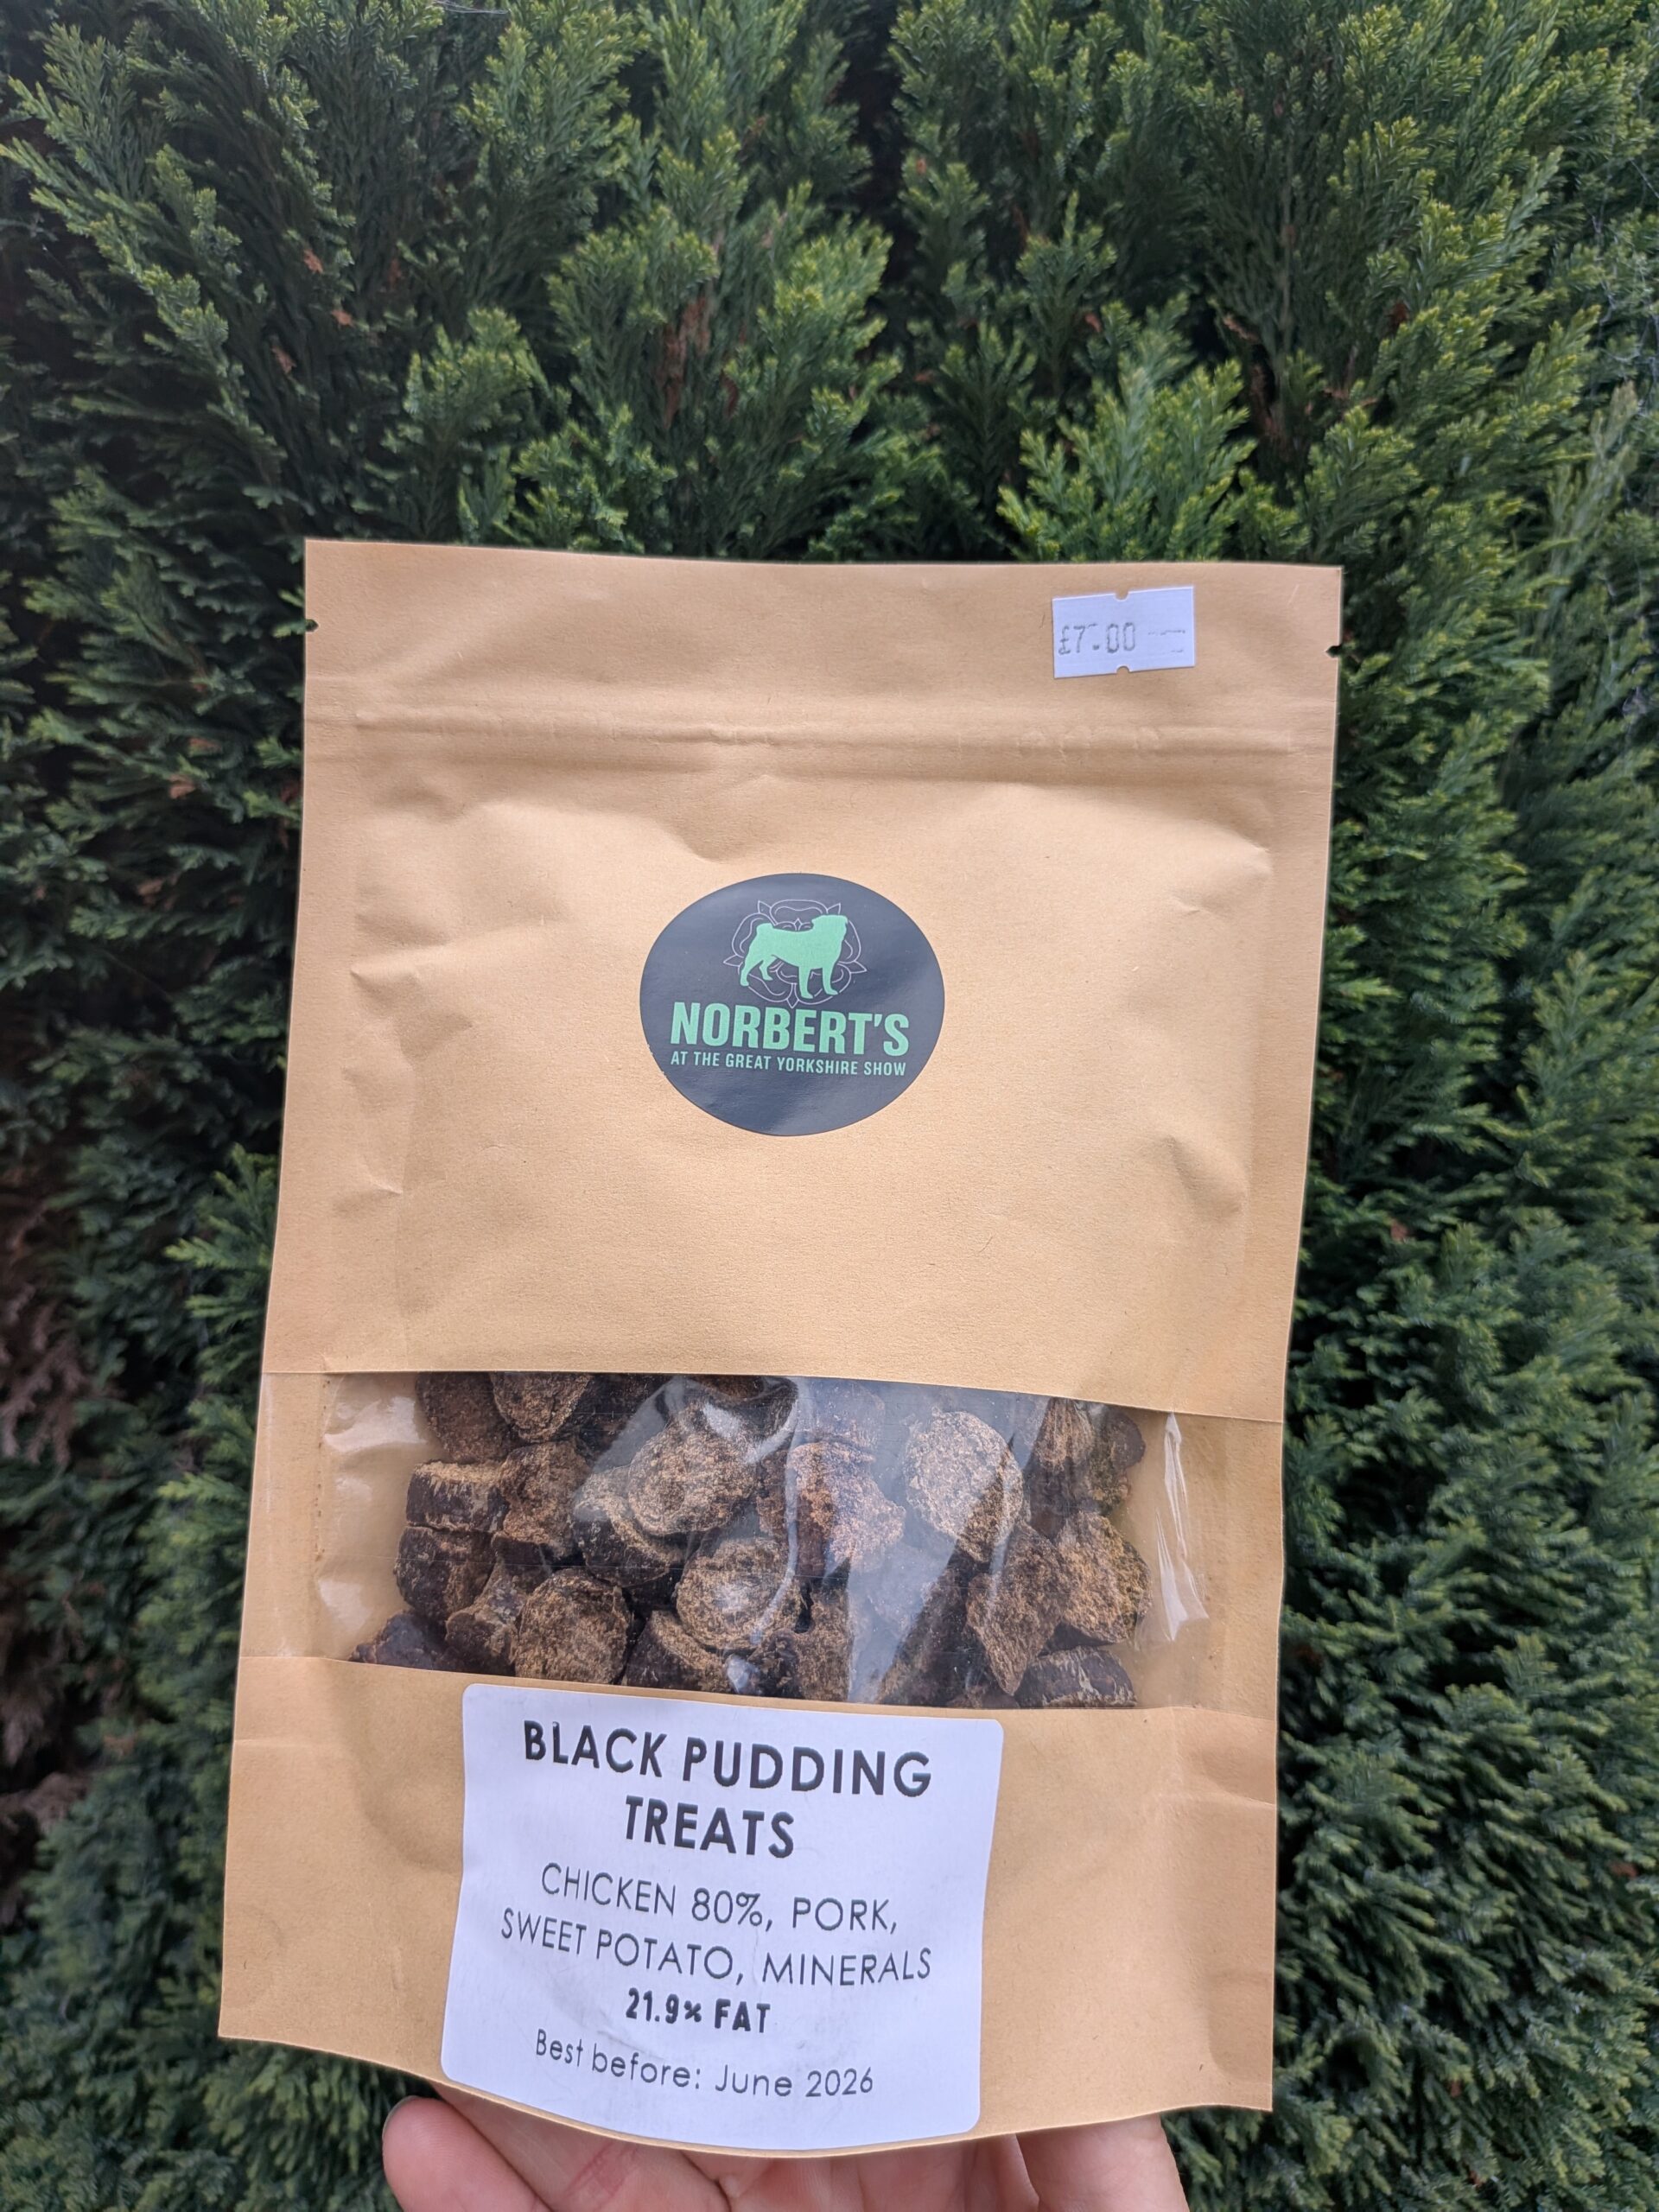 £7.00
NORBERT'S
AT THE GREAT YORKSHIRE SHOW
BLACK PUDDING
TREATS
CHICKEN 80%, PORK,
SWEET POTATO, MINERALS
21.9% FAT
Best before: June 2026